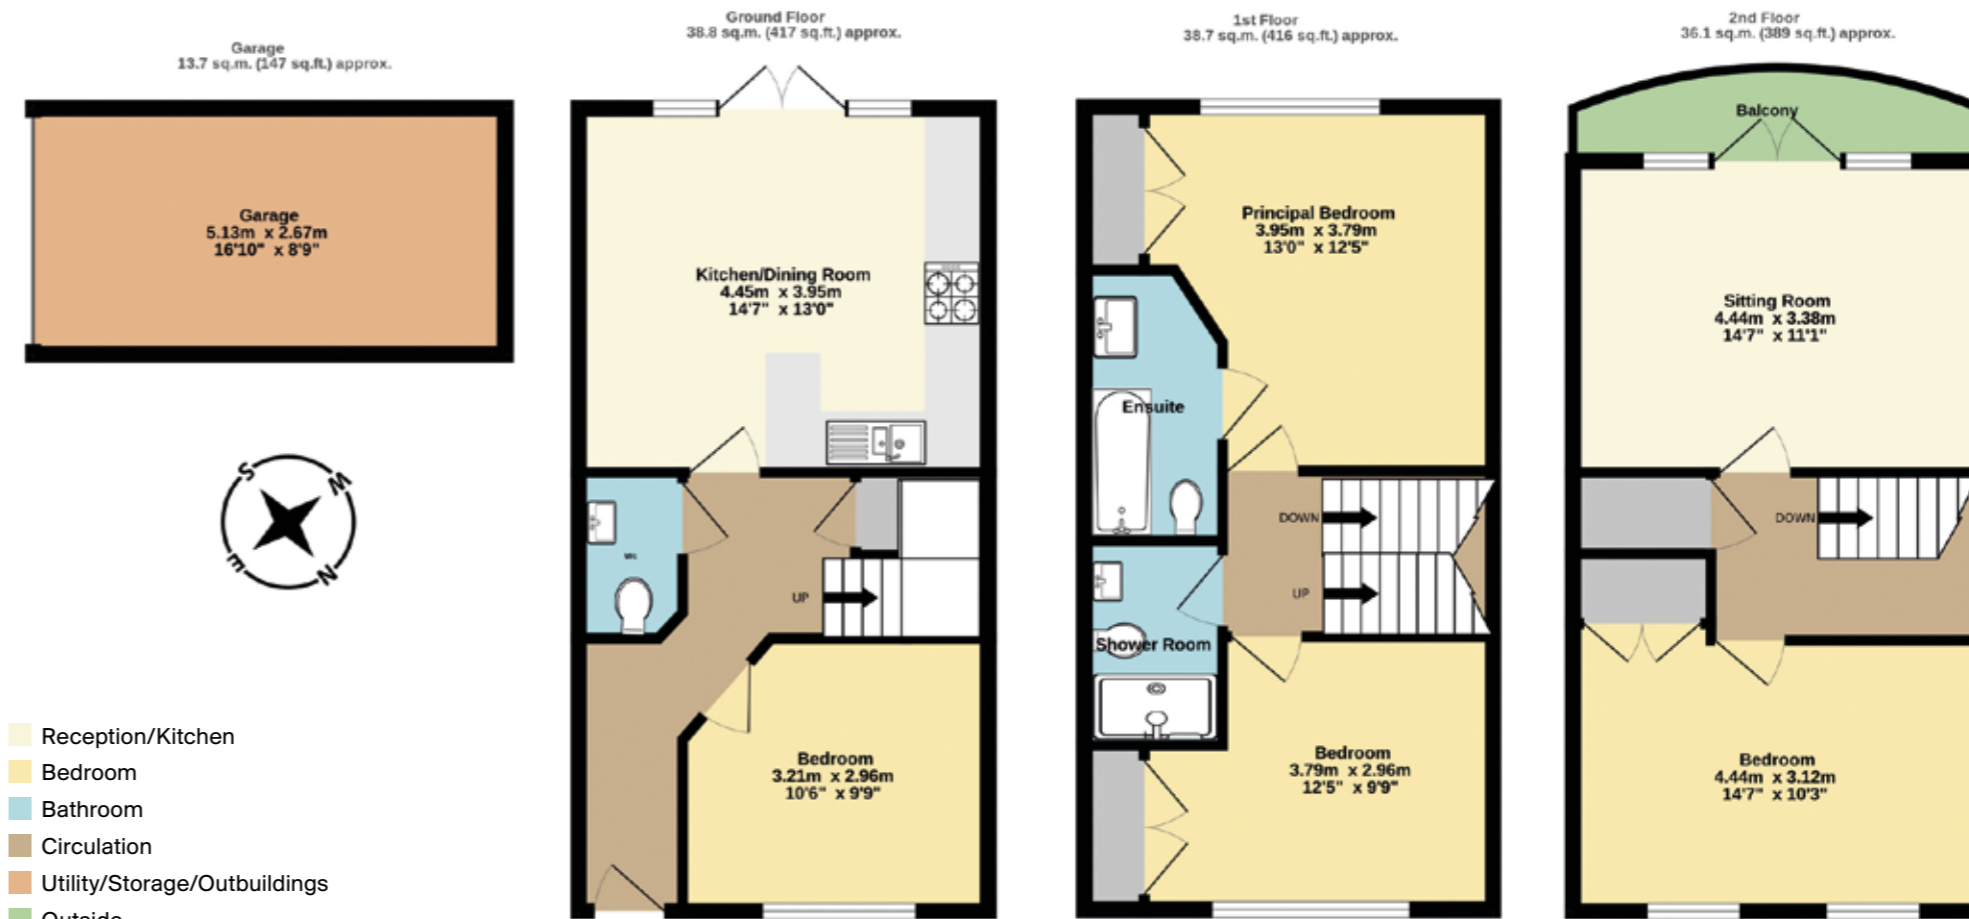 Garage
13.7 sq.m. (147 sq.ft.) approx.
Ground Floor
38.8 sq.m. (417 sq.ft.) approx.
1st Floor
38.7 sq.m. (416 sq.ft.) approx.
2nd Floor
36.1 sq.m. (389 sq.ft.) approx.
Garage
5.13m x 2.67m
16'10" x 8'9"
Kitchen/Dining Room
4.45m x 3.95m
14'7" x 13'0"
WC
UP
Bedroom
3.21m x 2.96m
10'6" x 9'9"
Principal Bedroom
3.95m x 3.79m
13'0" x 12'5"
Ensuite
DOWN
UP
Shower Room
Bedroom
3.79m x 2.96m
12'5" x 9'9"
Balcony
Sitting Room
4.44m x 3.38m
14'7" x 11'1"
DOWN
Bedroom
4.44m x 3.12m
14'7" x 10'3"
S
W
E
N
Reception/Kitchen
Bedroom
Bathroom
Circulation
Utility/Storage/Outbuildings
Outside